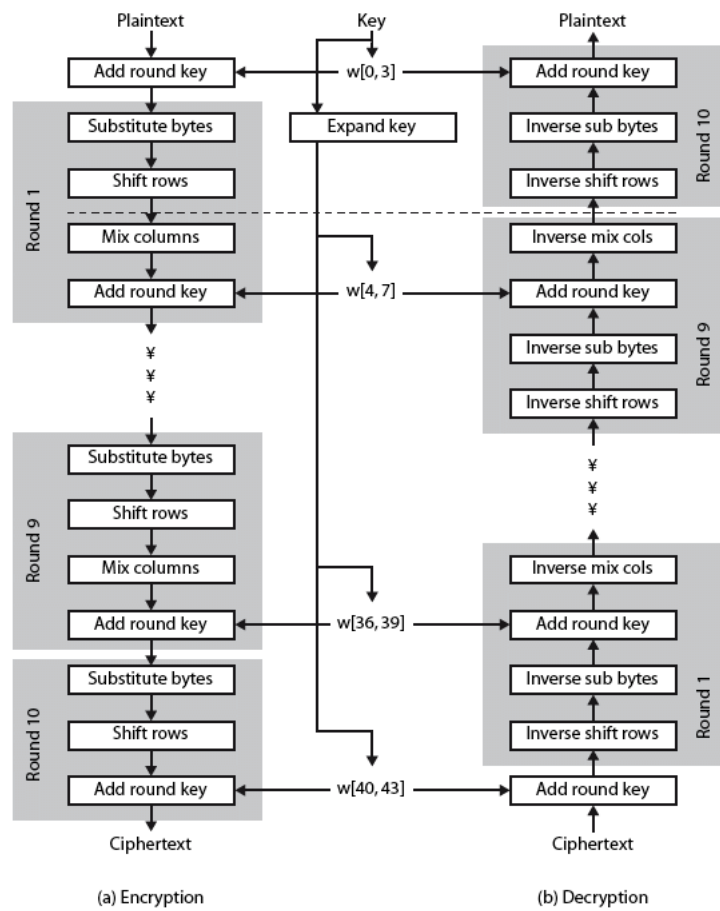 Plaintext
Key
Plaintext
Add round key
w[0, 3]
Add round key
Substitute bytes
Expand key
Inverse sub bytes
Round 10
Shift rows
Inverse shift rows
Round 1
Mix columns
Inverse mix cols
Add round key
w[4, 7]
Add round key
Round 9
¥
¥
¥
Inverse sub bytes
Inverse shift rows
Substitute bytes
¥
¥
¥
Round 9
Shift rows
Mix columns
Inverse mix cols
Add round key
w[36, 39]
Add round key
Substitute bytes
Inverse sub bytes
Round 1
Round 10
Shift rows
Inverse shift rows
Add round key
w[40, 43]
Add round key
Ciphertext
Ciphertext
(a) Encryption
(b) Decryption